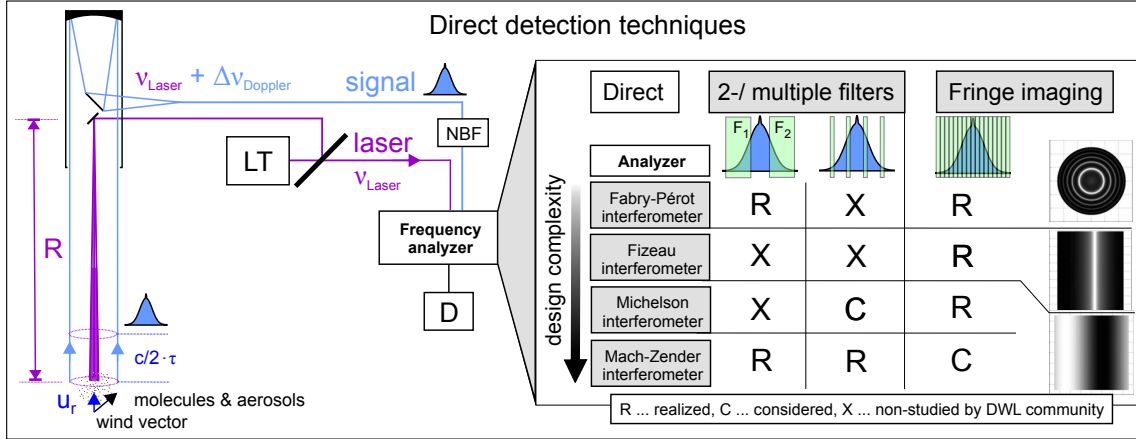 Direct detection techniques
νLaser + ΔνDoppler
signal
NBF
LT
laser
νLaser
Frequency
analyzer
D
R
c/2 · τ
ur
molecules & aerosols
wind vector
Direct
2-/ multiple filters
Fringe imaging
F1
F2
Analyzer
design complexity
Fabry-Pérot
interferometer
R
X
R
Fizeau
interferometer
X
X
R
Michelson
interferometer
X
C
R
Mach-Zender
interferometer
R
R
C
R ... realized, C ... considered, X ... non-studied by DWL community